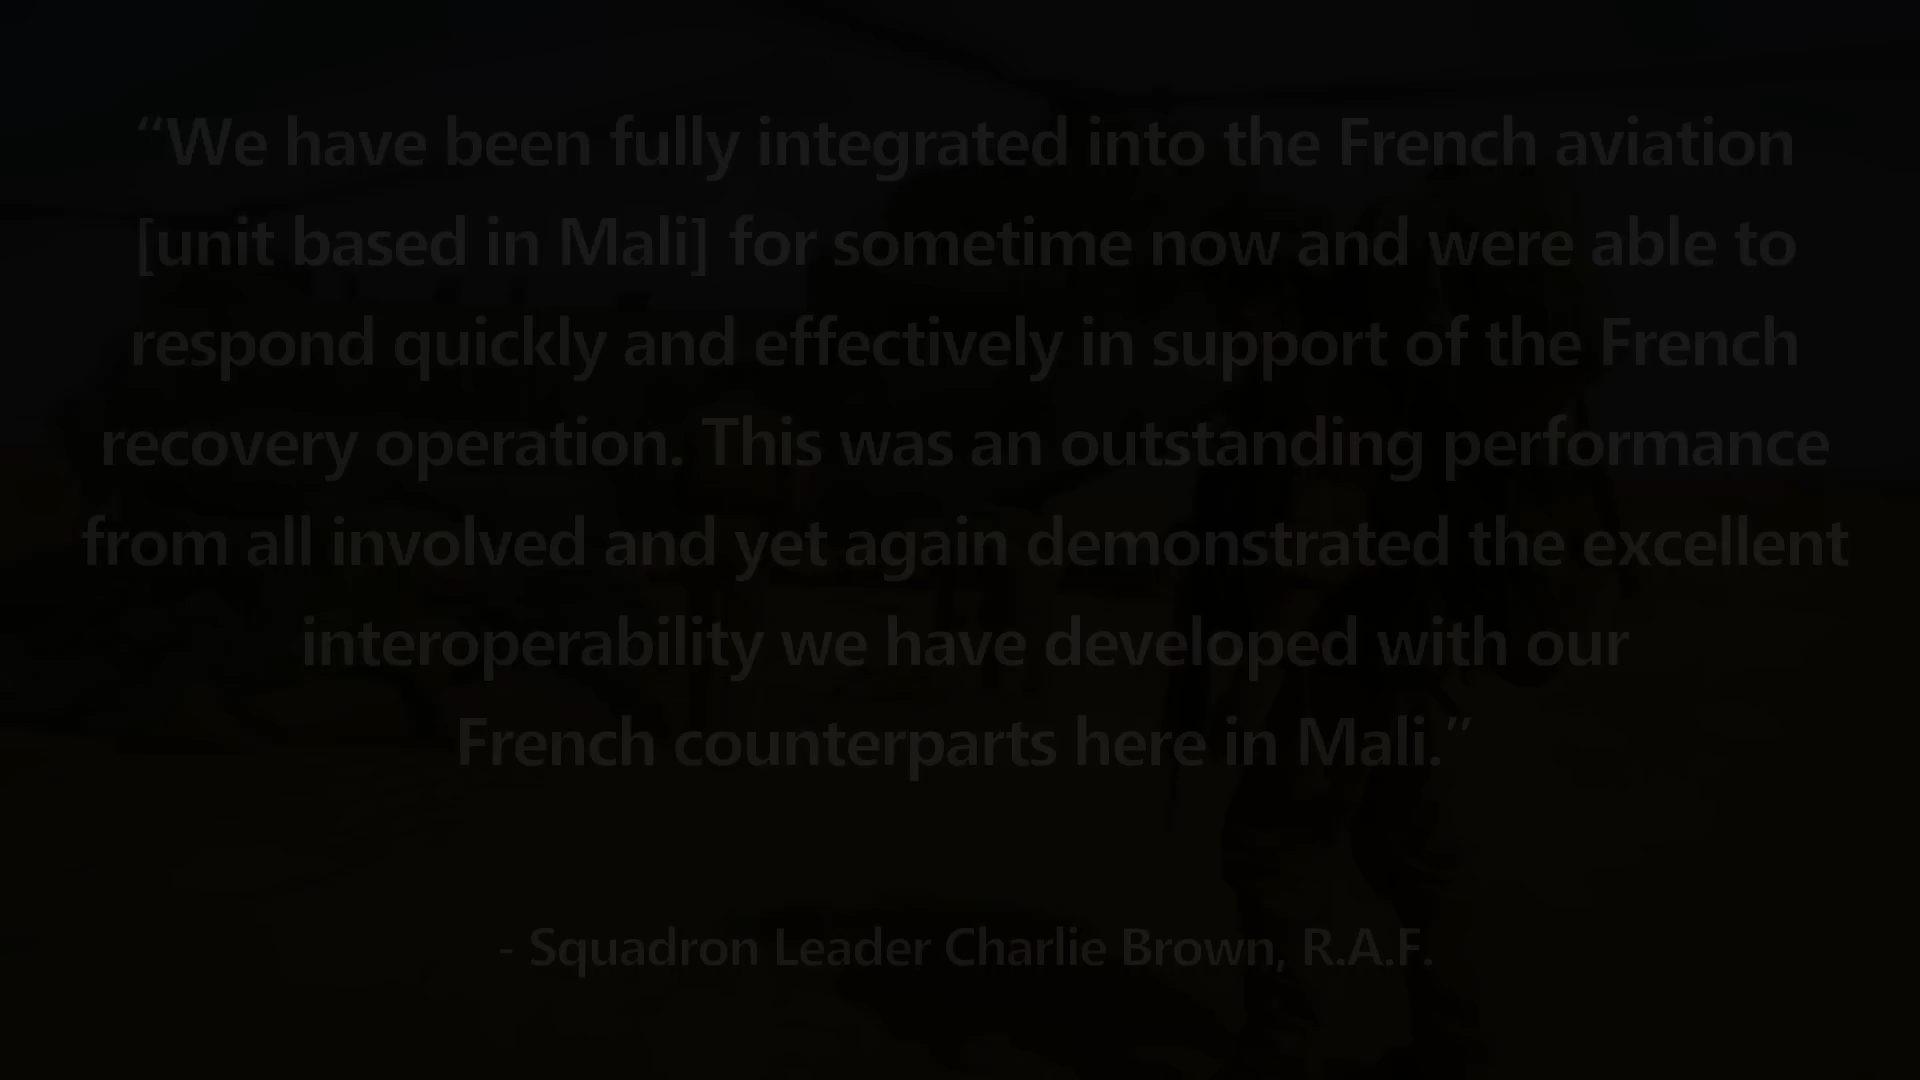 “We have been fully integrated into the French aviation
[unit based in Mali] for sometime now and were able to
respond quickly and effectively in support of the French
recovery operation. This was an outstanding performance
from all involved and yet again demonstrated the excellent
interoperability we have developed with our
French counterparts here in Mali.”
- Squadron Leader Charlie Brown, R.A.F.